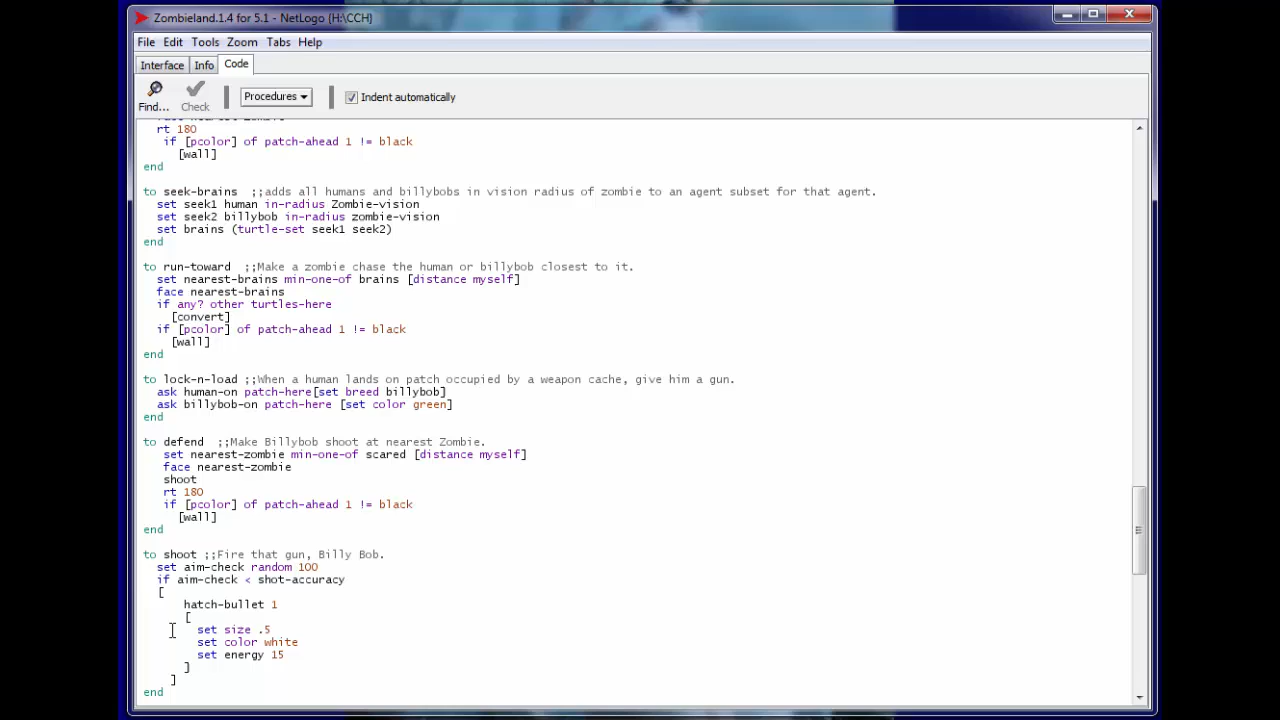 Zombieland.1.4 for 5.1 - NetLogo {H:\CCH}
File Edit Tools Zoom Tabs Help
Interface Info Code
Find... Check Procedures Indent automatically
rt 180
if [pcolor] of patch-ahead 1 != black
[wall]
end
to seek-brains ;;adds all humans and billybobs in vision radius of zombie to an agent subset for that agent.
set seek1 human in-radius Zombie-vision
set seek2 billybob in-radius zombie-vision
set brains (turtle-set seek1 seek2)
end
to run-toward ;;Make a zombie chase the human or billybob closest to it.
set nearest-brains min-one-of brains [distance myself]
face nearest-brains
if any? other turtles-here
[convert]
if [pcolor] of patch-ahead 1 != black
[wall]
end
to lock-n-load ;;When a human lands on patch occupied by a weapon cache, give him a gun.
ask human-on patch-here[set breed billybob]
ask billybob-on patch-here [set color green]
end
to defend ;;Make Billybob shoot at nearest Zombie.
set nearest-zombie min-one-of scared [distance myself]
face nearest-zombie
shoot
rt 180
if [pcolor] of patch-ahead 1 != black
[wall]
end
to shoot ;;Fire that gun, Billy Bob.
set aim-check random 100
if aim-check < shot-accuracy
[
hatch-bullet 1
[
set size .5
set color white
set energy 15
]
]
end